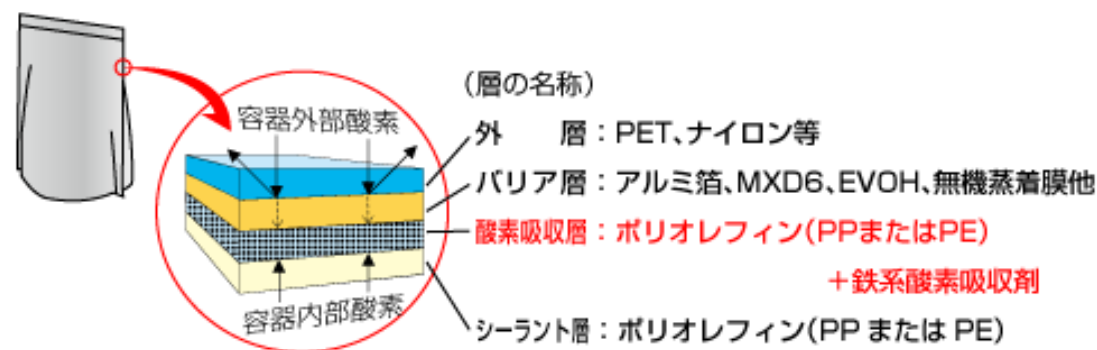 （層の名称）
容器外部酸素
外　　層：PET、ナイロン等
バリア層：アルミ箔、MXD6、EVOH、無機蒸着膜他
酸素吸収層：ポリオレフィン(PPまたはPE)
＋鉄系酸素吸収剤
容器内部酸素
シーラント層：ポリオレフィン(PP または PE)